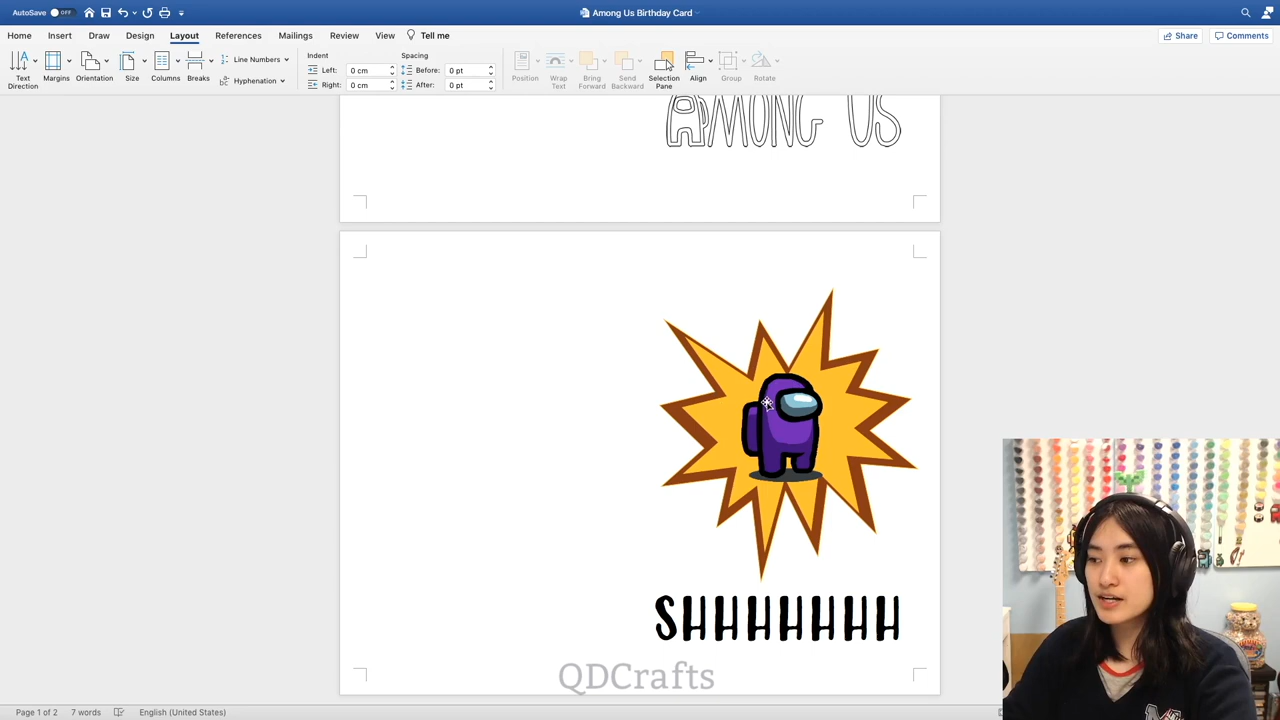 AutoSave OFF Among Us Birthday Card
Home Insert Draw Design Layout References Mailings Review View Tell me Share Comments
Text Direction Margins Orientation Size Columns Breaks Line Numbers Hyphenation
Indent Left: 0 cm Right: 0 cm
Spacing Before: 0 pt After: 0 pt
Position Wrap Text Bring Forward Send Backward Selection Pane Align Group Rotate
AMONG US
SHHHHHHH
QDCrafts
Page 1 of 2 7 words English (United States)